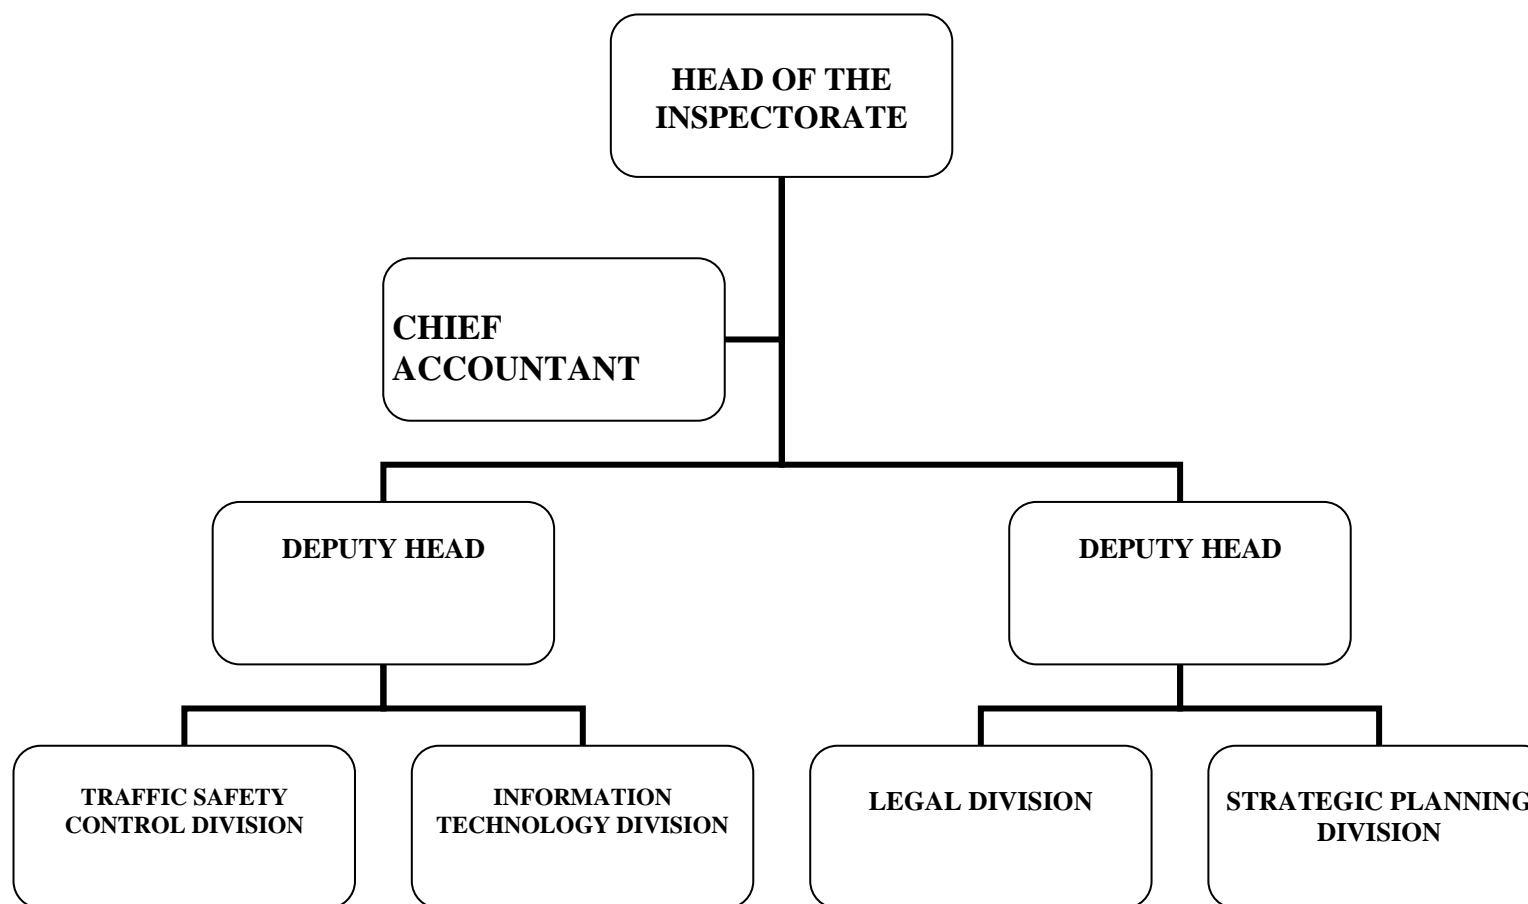 HEAD OF THE
INSPECTORATE
CHIEF
ACCOUNTANT
DEPUTY HEAD
DEPUTY HEAD
TRAFFIC SAFETY
CONTROL DIVISION
INFORMATION
TECHNOLOGY DIVISION
LEGAL DIVISION
STRATEGIC PLANNING
DIVISION